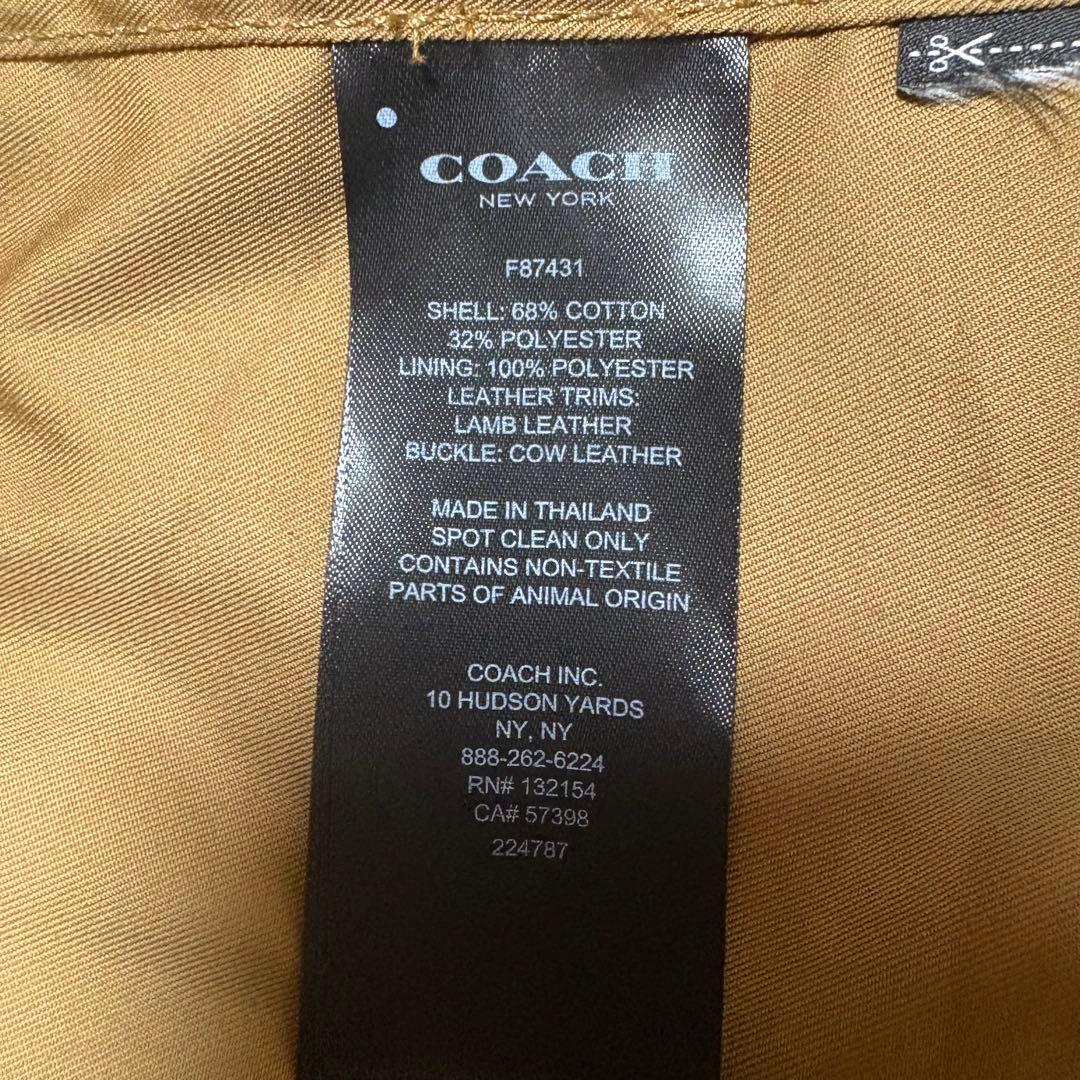 COACH
NEW YORK
F87431
SHELL: 68% COTTON
32% POLYESTER
LINING: 100% POLYESTER
LEATHER TRIMS:
LAMB LEATHER
BUCKLE: COW LEATHER
MADE IN THAILAND
SPOT CLEAN ONLY
CONTAINS NON-TEXTILE
PARTS OF ANIMAL ORIGIN
COACH INC.
10 HUDSON YARDS
NY, NY
888-262-6224
RN# 132154
CA# 57398
224787